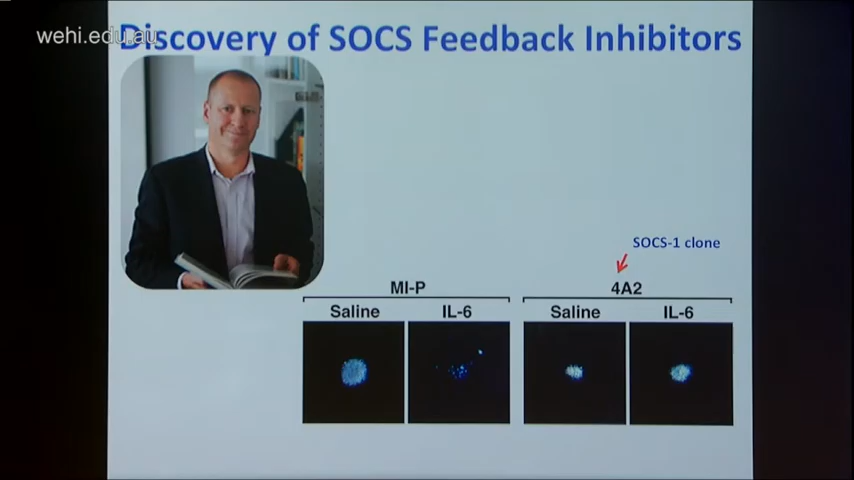 wehi.edu.au
Discovery of SOCS Feedback Inhibitors
SOCS-1 clone
MI-P
4A2
Saline
IL-6
Saline
IL-6